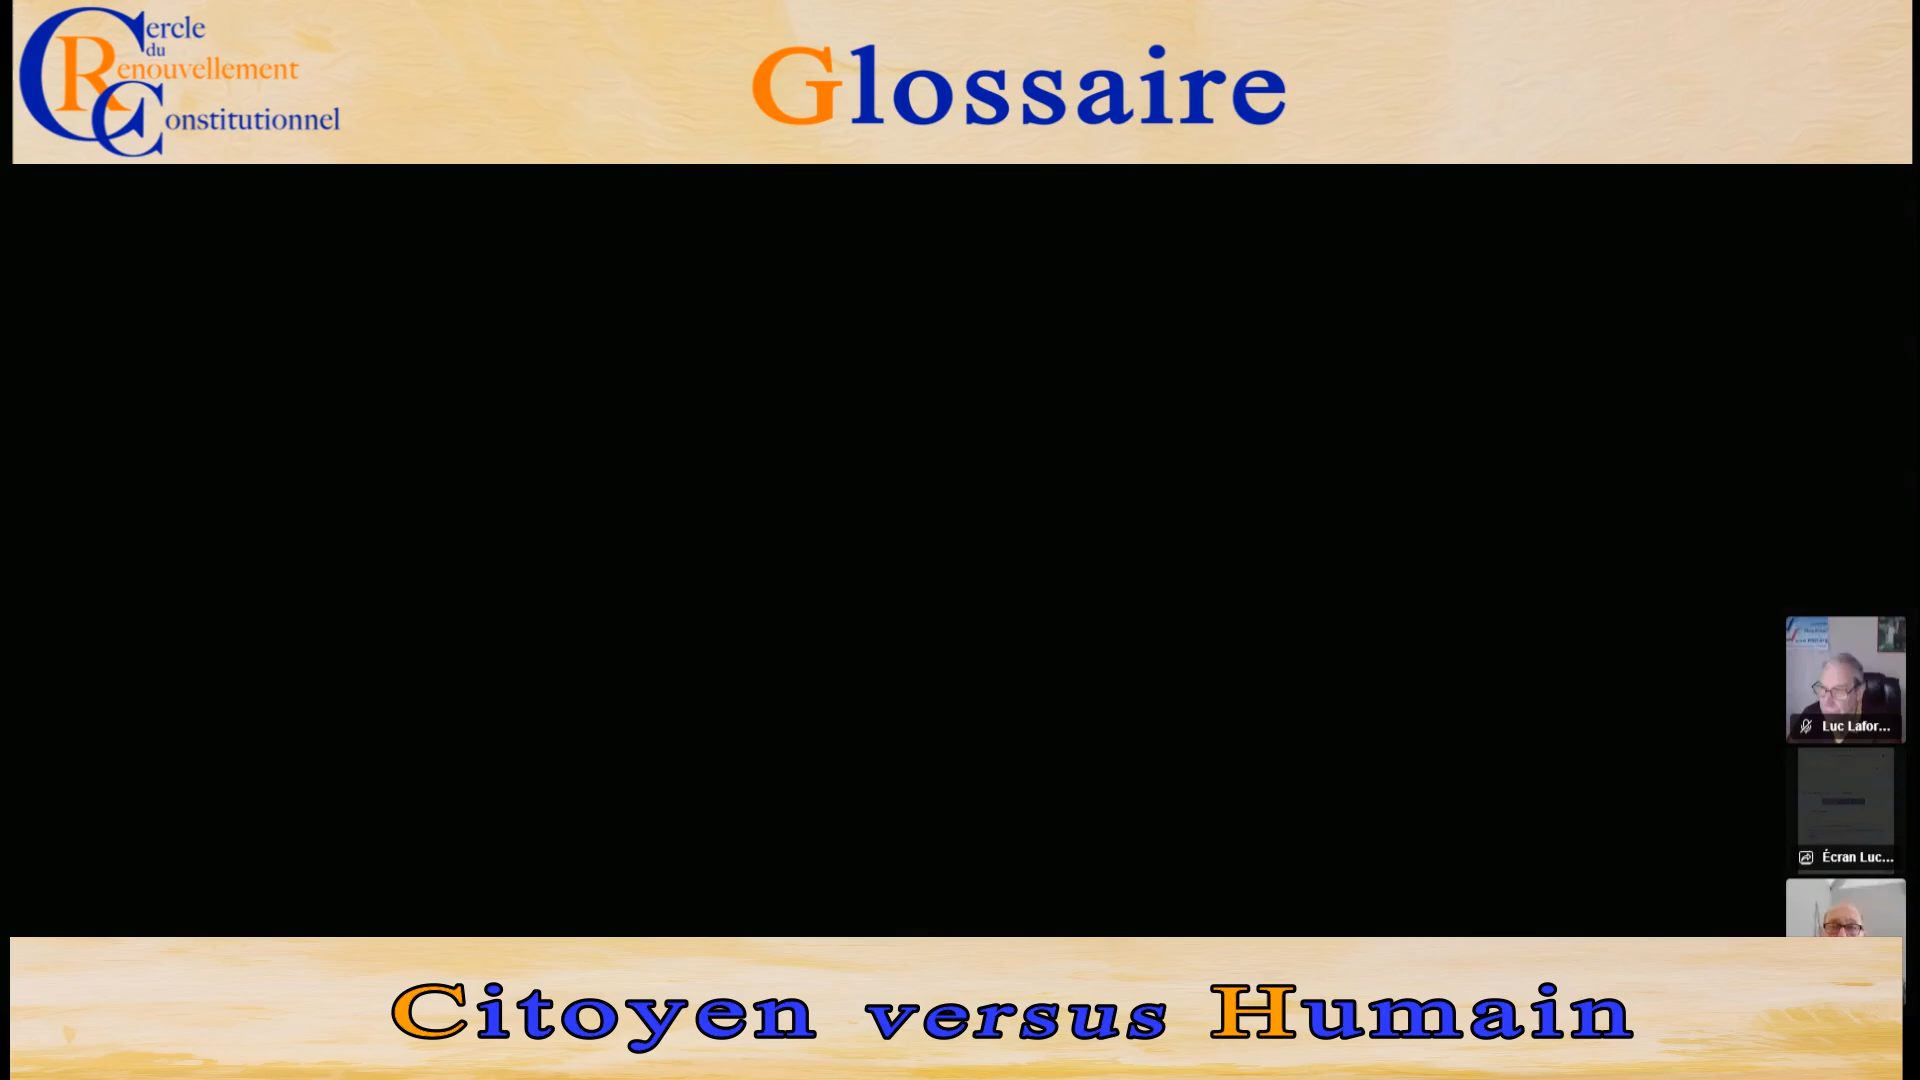 Cercle
du
Renouvellement
Constitutionnel
Glossaire
Luc Lafor...
Écran Luc...
Citoyen versus Humain